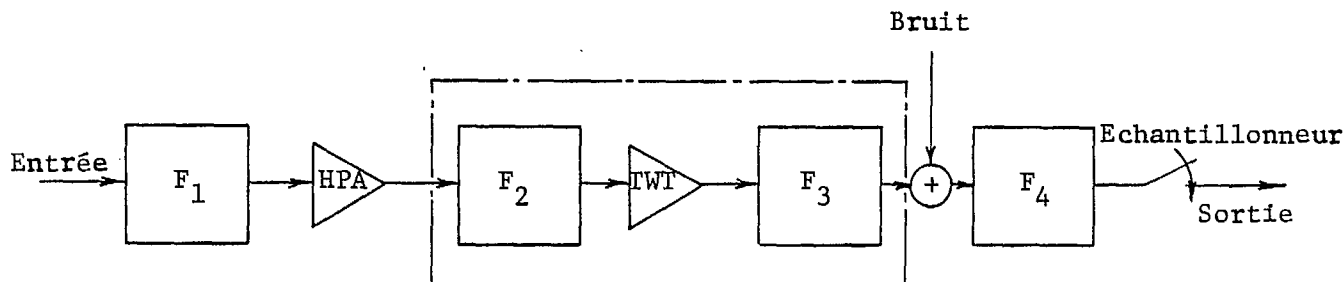 Bruit
Entrée
F1
HPA
F2
TWT
F3
+
F4
Echantillonneur
Sortie